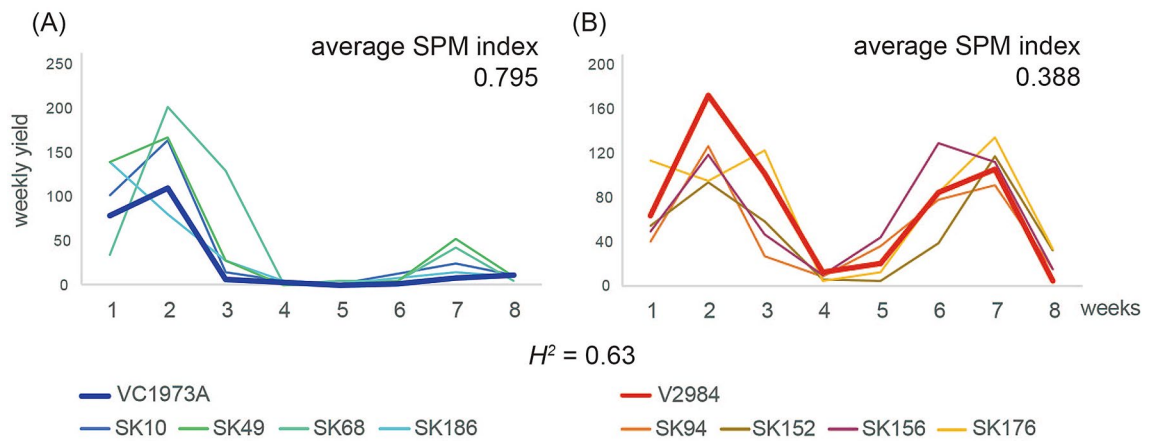 (A)
average SPM index
0.795
250
200
150
100
50
0
weekly yield
1 2 3 4 5 6 7 8
(B)
average SPM index
0.388
200
160
120
80
40
0
1 2 3 4 5 6 7 8 weeks
H² = 0.63
VC1973A
SK10 SK49 SK68 SK186
V2984
SK94 SK152 SK156 SK176